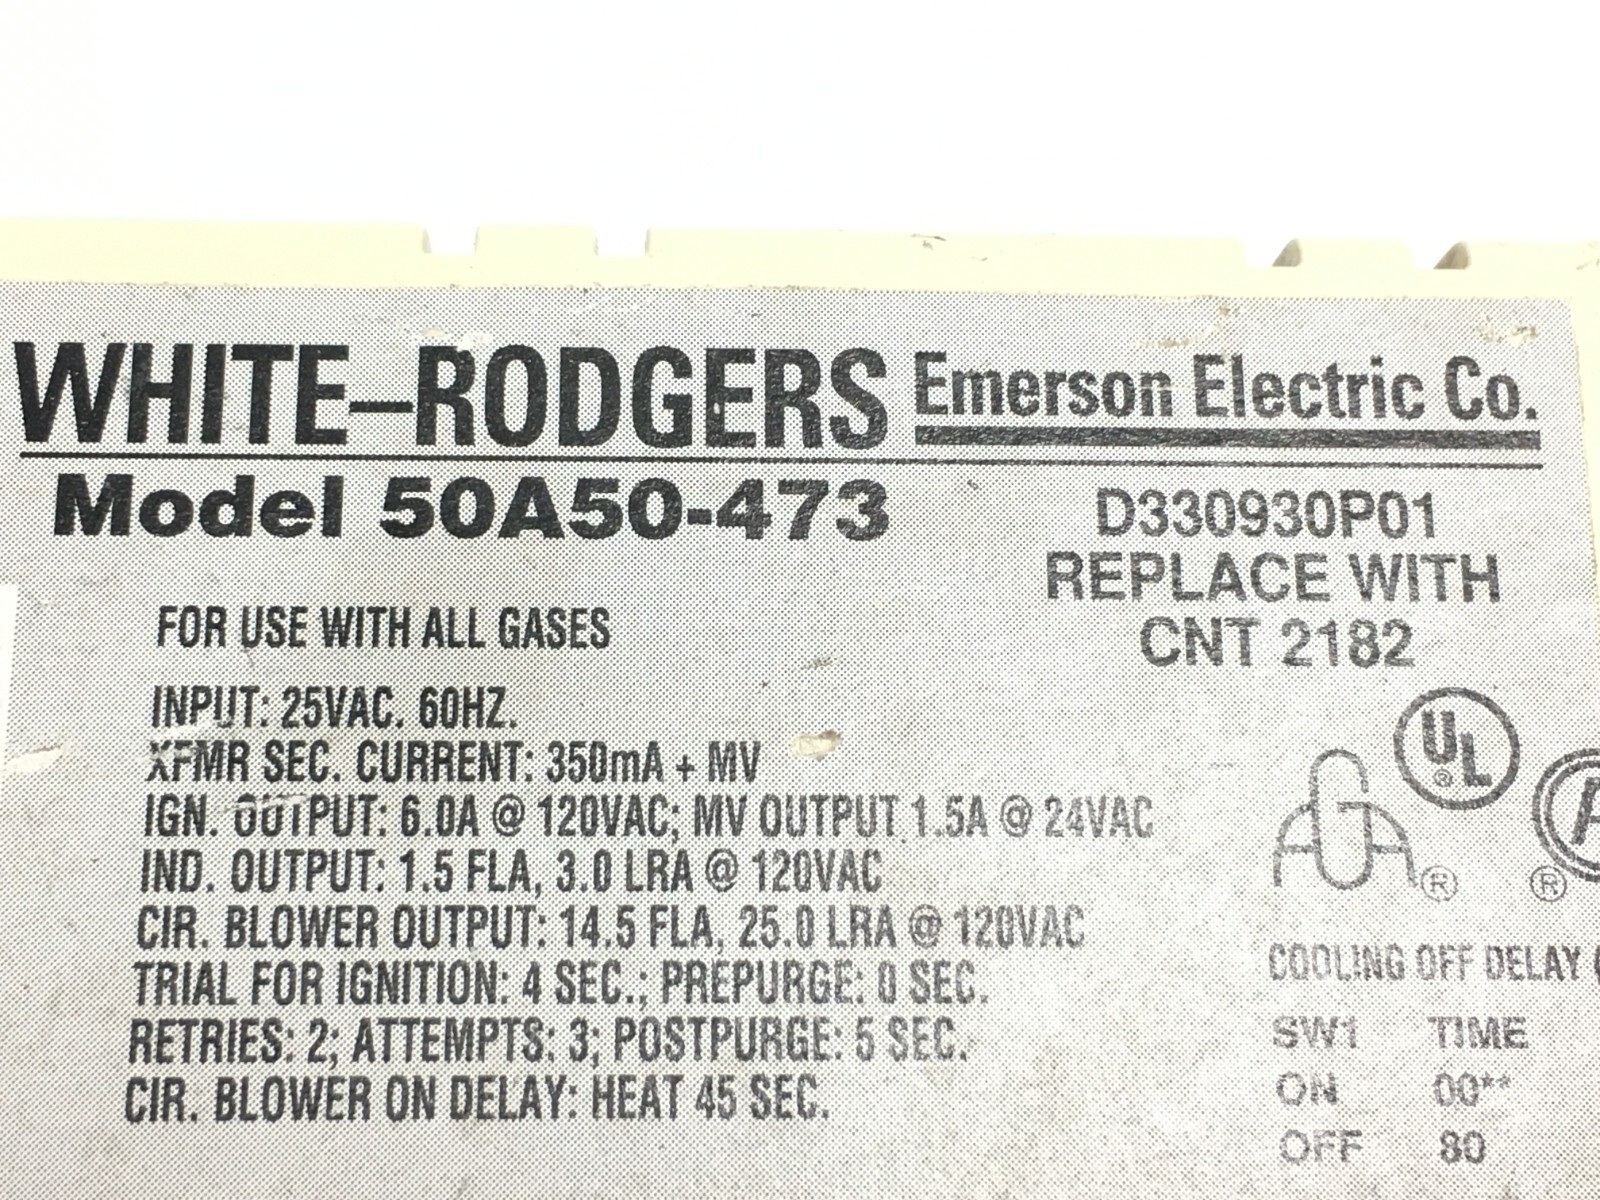 WHITE–RODGERS Emerson Electric Co.
Model 50A50-473
D330930P01
REPLACE WITH
CNT 2182
FOR USE WITH ALL GASES
INPUT: 25VAC. 60HZ.
XFMR SEC. CURRENT: 350mA + MV
IGN. OUTPUT: 6.0A @ 120VAC; MV OUTPUT 1.5A @ 24VAC
IND. OUTPUT: 1.5 FLA, 3.0 LRA @ 120VAC
CIR. BLOWER OUTPUT: 14.5 FLA, 25.0 LRA @ 120VAC
TRIAL FOR IGNITION: 4 SEC.; PREPURGE: 0 SEC.
RETRIES: 2; ATTEMPTS: 3; POSTPURGE: 5 SEC.
CIR. BLOWER ON DELAY: HEAT 45 SEC.
UL ®
AGA ®
®
COOLING OFF DELAY (
SW1 TIME
ON 00**
OFF 80